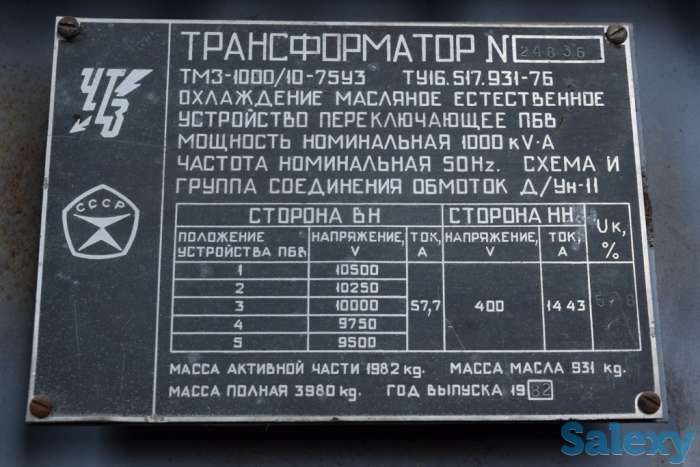 ТРАНСФОРМАТОР N 24836
ТМЗ-1000/10-75У3 ТУ16.517.931-76
ОХЛАЖДЕНИЕ МАСЛЯНОЕ ЕСТЕСТВЕННОЕ
УСТРОЙСТВО ПЕРЕКЛЮЧАЮЩЕЕ ПБВ
МОЩНОСТЬ НОМИНАЛЬНАЯ 1000 kV·A
ЧАСТОТА НОМИНАЛЬНАЯ 50Hz. СХЕМА И
ГРУППА СОЕДИНЕНИЯ ОБМОТОК Д/Ун-11
ЧТЗ
СССР
СТОРОНА ВН СТОРОНА НН Uк, %
ПОЛОЖЕНИЕ УСТРОЙСТВА ПБВ НАПРЯЖЕНИЕ, V ТОК, А НАПРЯЖЕНИЕ, V ТОК, А
1 10500
2 10250
3 10000 57,7 400 1443
4 9750
5 9500
МАССА АКТИВНОЙ ЧАСТИ 1982 kg. МАССА МАСЛА 931 kg.
МАССА ПОЛНАЯ 3980 kg. ГОД ВЫПУСКА 1982
Salexy